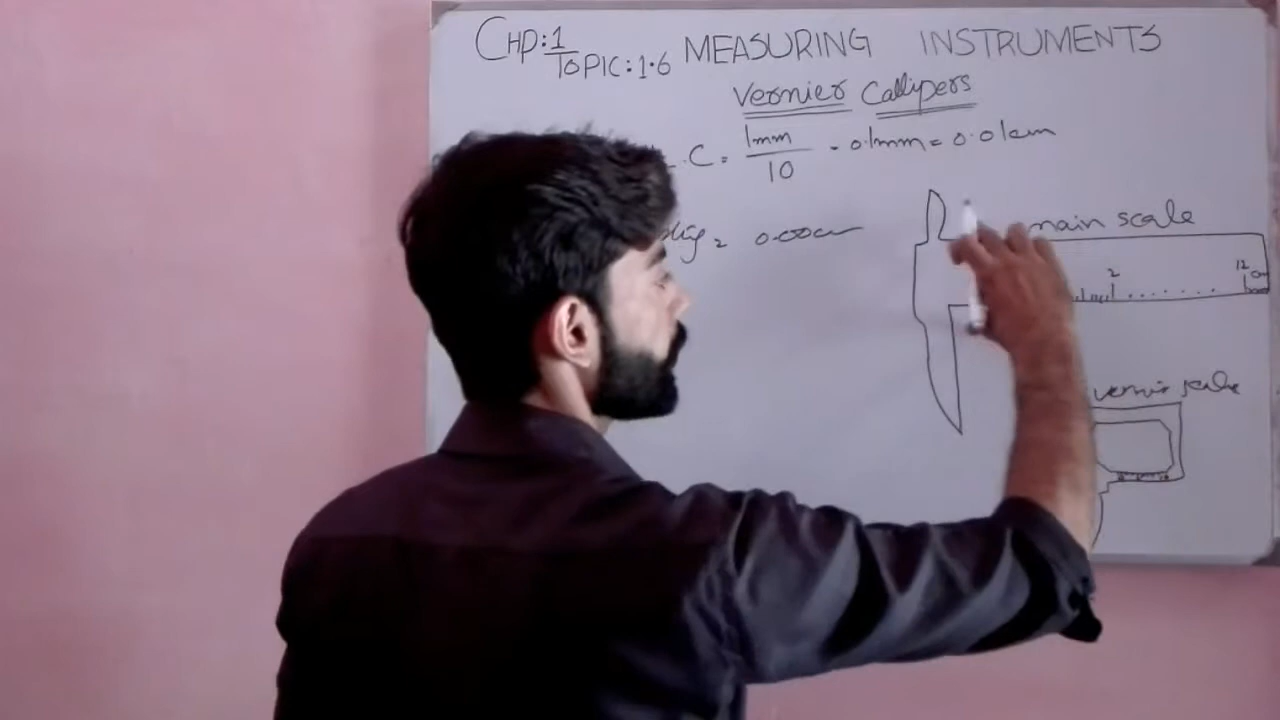 CHP:1
TOPIC:1.6 MEASURING INSTRUMENTS
Vernier Callipers
.C = 1mm / 10 = 0.1mm = 0.01cm
main scale
2
12
vernier scale